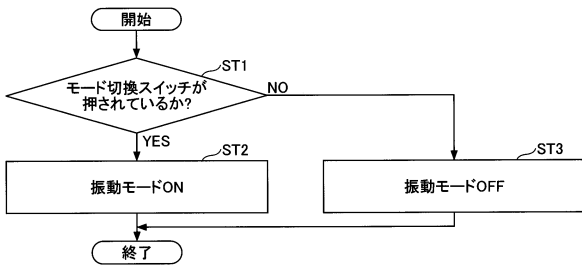 開始
ST1
モード切換スイッチが
押されているか?
NO
YES
ST2
振動モードON
ST3
振動モードOFF
終了